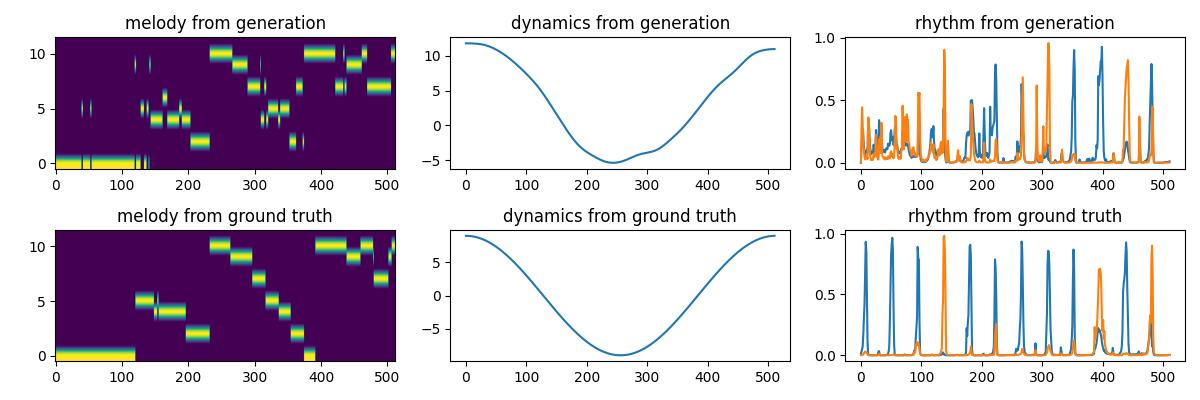 melody from generation
10
5
0
0 100 200 300 400 500
dynamics from generation
10
5
0
−5
0 100 200 300 400 500
rhythm from generation
1.0
0.5
0.0
0 100 200 300 400 500
melody from ground truth
10
5
0
0 100 200 300 400 500
dynamics from ground truth
5
0
−5
0 100 200 300 400 500
rhythm from ground truth
1.0
0.5
0.0
0 100 200 300 400 500